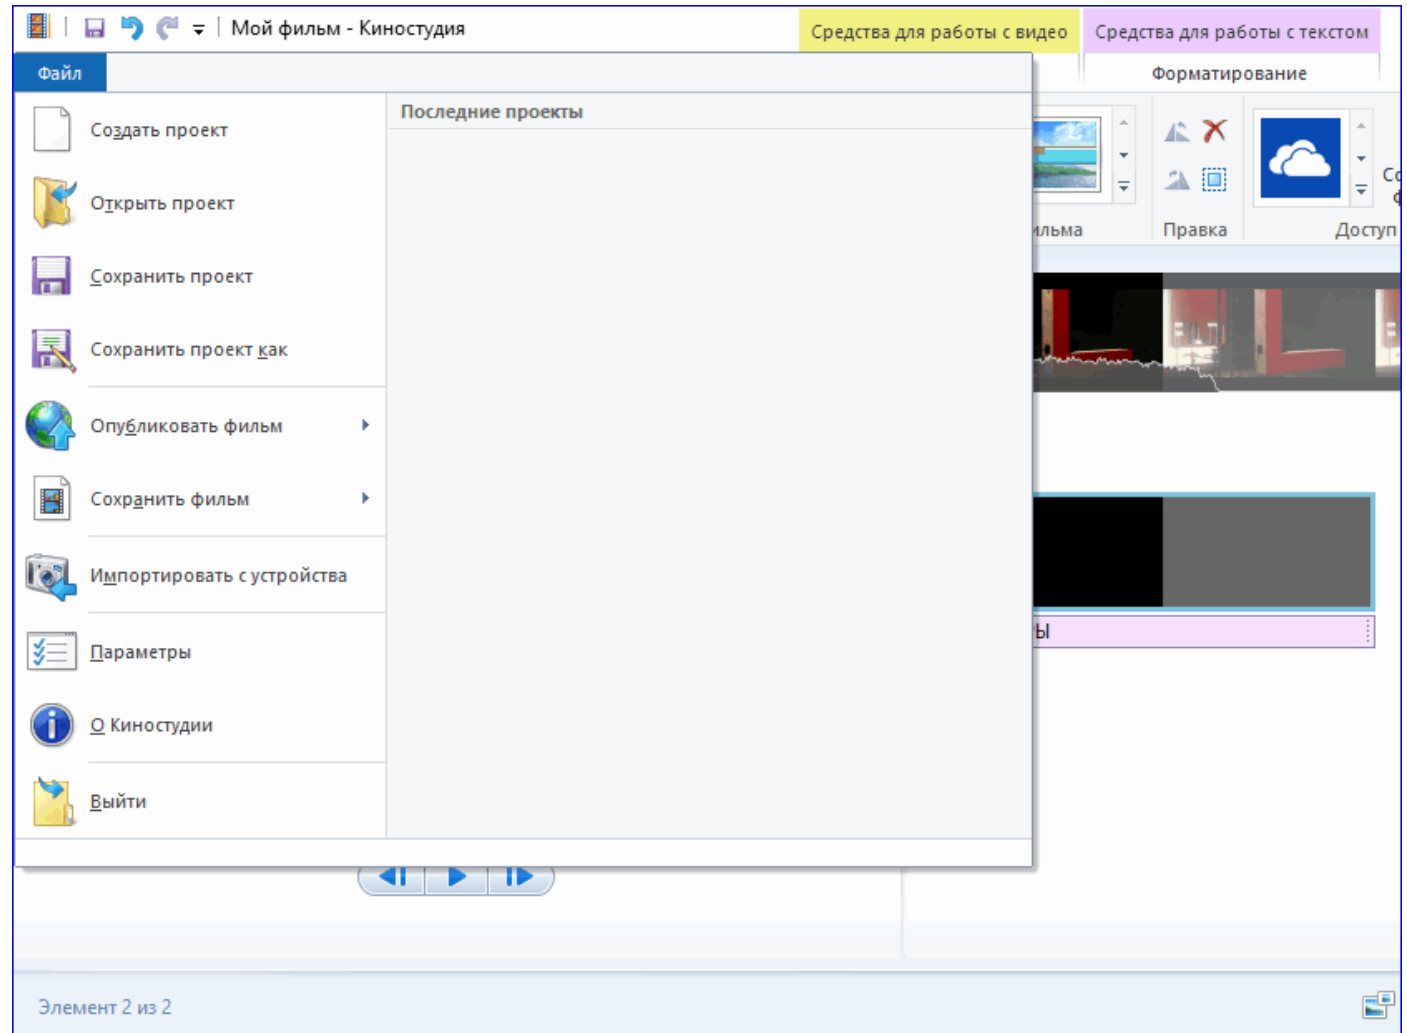 Мой фильм - Киностудия
Средства для работы с видео
Средства для работы с текстом
Файл
Форматирование
Последние проекты
Создать проект
Открыть проект
Сохранить проект
Сохранить проект как
Опубликовать фильм
Сохранить фильм
Импортировать с устройства
Параметры
О Киностудии
Выйти
Правка
Доступ
Элемент 2 из 2